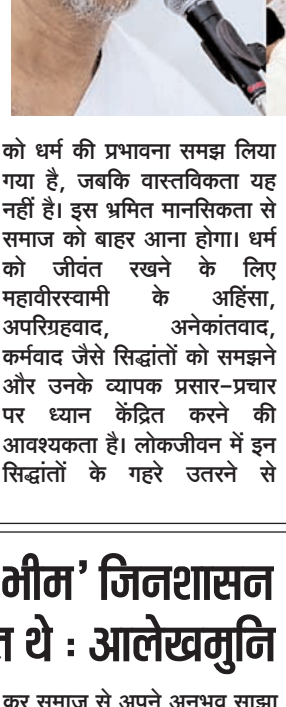 को धर्म की प्रभावना समझ लिया
गया है, जबकि वास्तविकता यह
नहीं है। इस भ्रमित मानसिकता से
समाज को बाहर आना होगा। धर्म
को जीवंत रखने के लिए
महावीरस्वामी के अहिंसा,
अपरिग्रहवाद, अनेकांतवाद,
कर्मवाद जैसे सिद्धांतों को समझने
और उनके व्यापक प्रसार-प्रचार
पर ध्यान केंद्रित करने की
आवश्यकता है। लोकजीवन में इन
सिद्धांतों के गहरे उतरने से
भीम' जिनशासन
थे : आलेखमुनि
कर समाज से अपने अनुभव साझा